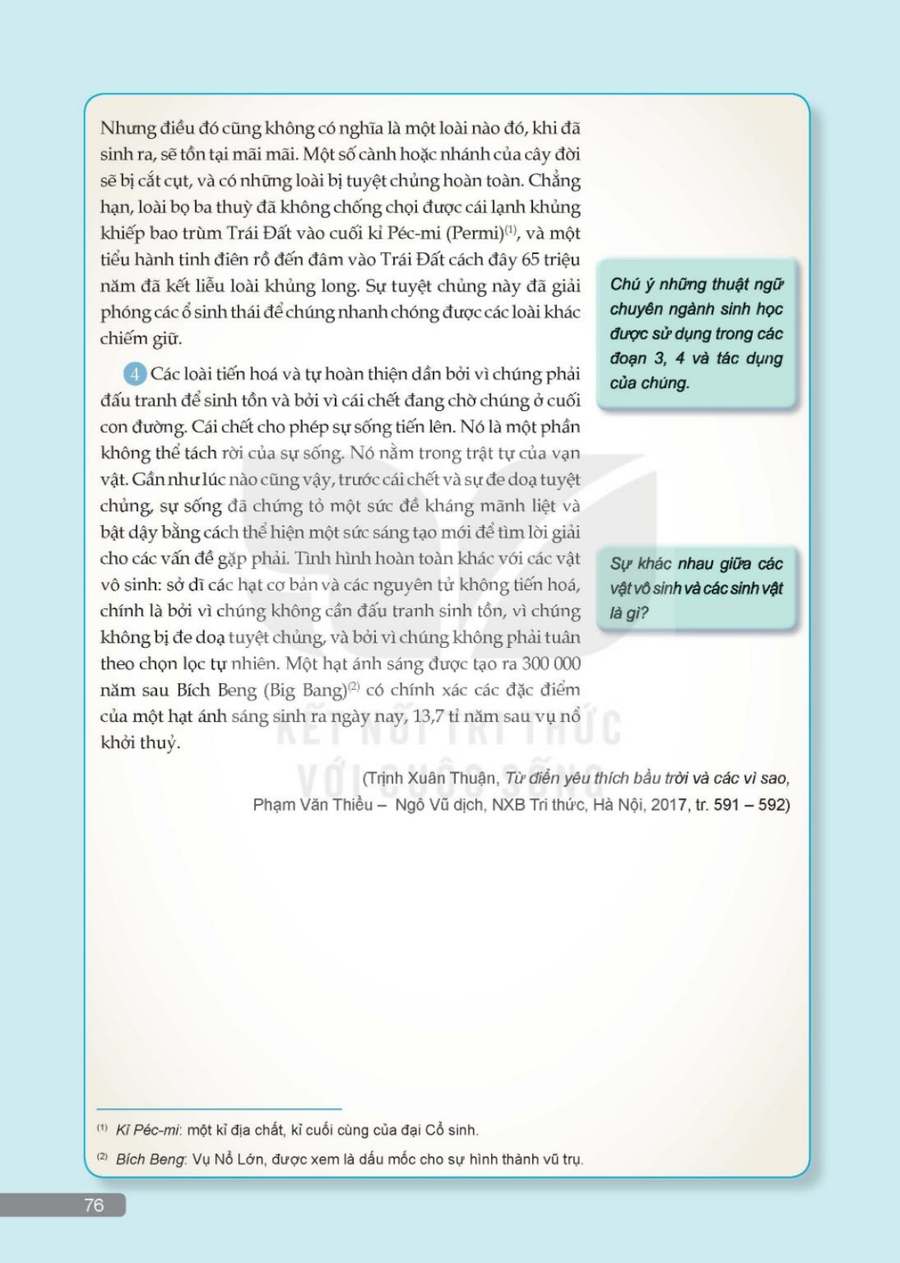 Nhưng điều đó cũng không có nghĩa là một loài nào đó, khi đã
sinh ra, sẽ tồn tại mãi mãi. Một số cành hoặc nhánh của cây đời
sẽ bị cắt cụt, và có những loài bị tuyệt chủng hoàn toàn. Chẳng
hạn, loài bọ ba thuỳ đã không chống chọi được cái lạnh khủng
khiếp bao trùm Trái Đất vào cuối kỉ Péc-mi (Permi)⁽¹⁾, và một
tiểu hành tinh điên rồ đến đâm vào Trái Đất cách đây 65 triệu
năm đã kết liễu loài khủng long. Sự tuyệt chủng này đã giải
phóng các ổ sinh thái để chúng nhanh chóng được các loài khác
chiếm giữ.
Chú ý những thuật ngữ
chuyên ngành sinh học
được sử dụng trong các
đoạn 3, 4 và tác dụng
của chúng.
4 Các loài tiến hoá và tự hoàn thiện dần bởi vì chúng phải
đấu tranh để sinh tồn và bởi vì cái chết đang chờ chúng ở cuối
con đường. Cái chết cho phép sự sống tiến lên. Nó là một phần
không thể tách rời của sự sống. Nó nằm trong trật tự của vạn
vật. Gần như lúc nào cũng vậy, trước cái chết và sự đe doạ tuyệt
chủng, sự sống đã chứng tỏ một sức đề kháng mãnh liệt và
bật dậy bằng cách thể hiện một sức sáng tạo mới để tìm lời giải
cho các vấn đề gặp phải. Tình hình hoàn toàn khác với các vật
vô sinh: sở dĩ các hạt cơ bản và các nguyên tử không tiến hoá,
chính là bởi vì chúng không cần đấu tranh sinh tồn, vì chúng
không bị đe doạ tuyệt chủng, và bởi vì chúng không phải tuân
theo chọn lọc tự nhiên. Một hạt ánh sáng được tạo ra 300 000
năm sau Bích Beng (Big Bang)⁽²⁾ có chính xác các đặc điểm
của một hạt ánh sáng sinh ra ngày nay, 13,7 tỉ năm sau vụ nổ
khởi thuỷ.
Sự khác nhau giữa các
vật vô sinh và các sinh vật
là gì?
KẾT NỐI TRI THỨC
VỚI CUỘC SỐNG
(Trịnh Xuân Thuận, Từ điển yêu thích bầu trời và các vì sao,
Phạm Văn Thiều – Ngô Vũ dịch, NXB Tri thức, Hà Nội, 2017, tr. 591 – 592)
⁽¹⁾ Kỉ Péc-mi: một kỉ địa chất, kỉ cuối cùng của đại Cổ sinh.
⁽²⁾ Bích Beng: Vụ Nổ Lớn, được xem là dấu mốc cho sự hình thành vũ trụ.
76